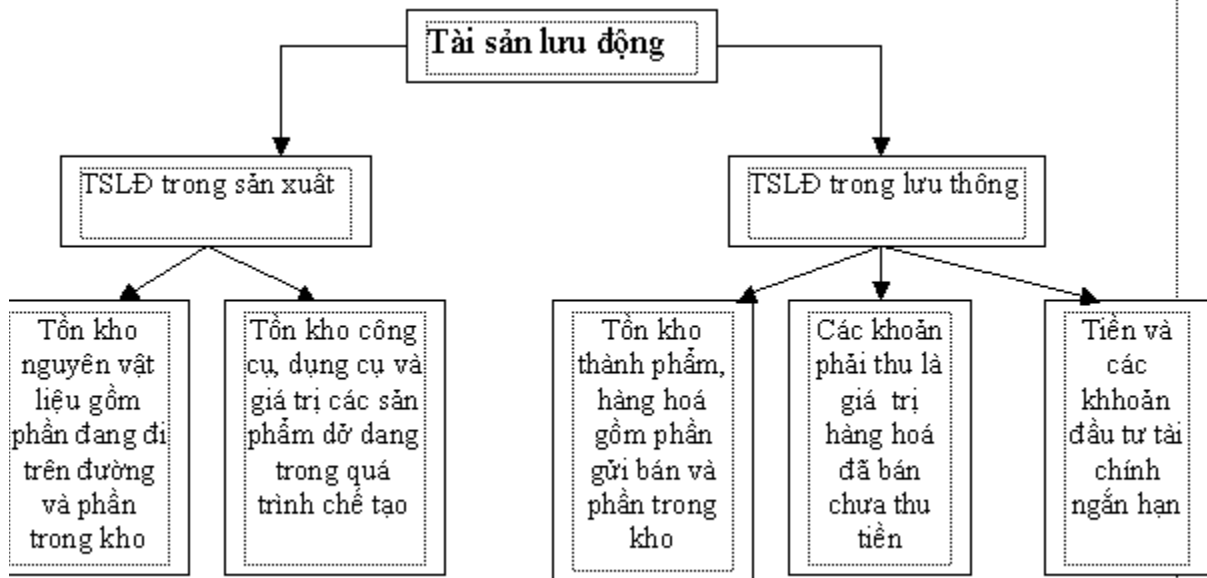 Tài sản lưu động
TSLĐ trong sản xuất
TSLĐ trong lưu thông
Tồn kho
nguyên vật
liệu gồm
phần đang đi
trên đường
và phần
trong kho
Tồn kho công
cụ, dụng cụ và
giá trị các sản
phẩm dở dang
trong quá
trình chế tạo
Tồn kho
thành phẩm,
hàng hoá
gồm phần
gửi bán và
phần trong
kho
Các khoản
phải thu là
giá trị
hàng hoá
đã bán
chưa thu
tiền
Tiền và
các
khhoản
đầu tư tài
chính
ngắn hạn